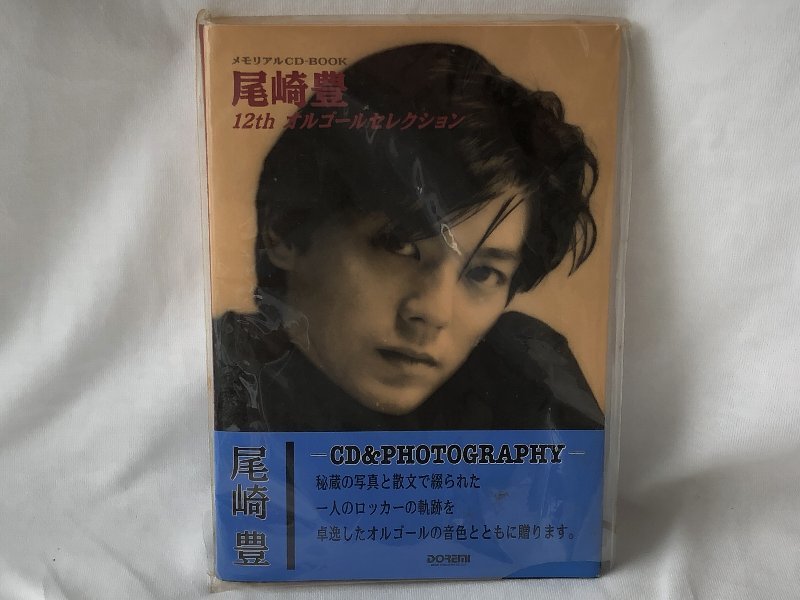 メモリアルCD-BOOK
尾崎豊
12th オルゴールセレクション
尾崎 豊
CD&PHOTOGRAPHY
秘蔵の写真と散文で綴られた
一人のロッカーの軌跡を
卓逸したオルゴールの音色とともに贈ります。
DOREMI